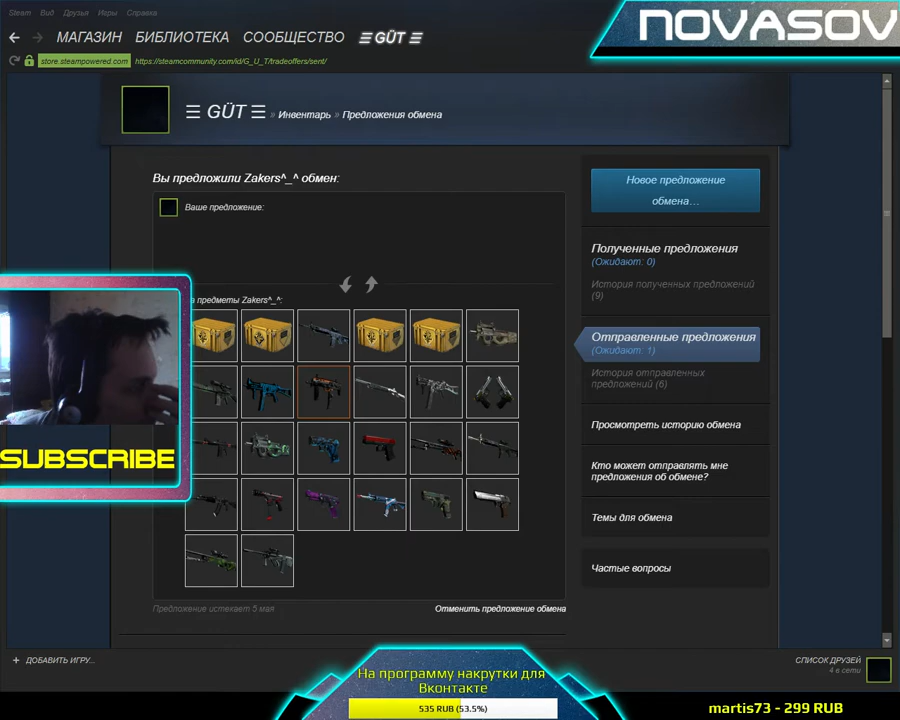 Steam Вид Друзья Игры Справка
МАГАЗИН БИБЛИОТЕКА СООБЩЕСТВО ☰ GÜT ☰
NOVASOV
store.steampowered.com https://steamcommunity.com/id/G_U_T/tradeoffers/sent/
☰ GÜT ☰ » Инвентарь » Предложения обмена
Вы предложили Zakers^_^ обмен:
Ваше предложение:
а предметы Zakers^_^:
Предложение истекает 5 мая
Отменить предложение обмена
Новое предложение
обмена…
Полученные предложения
(Ожидают: 0)
История полученных предложений
(9)
Отправленные предложения
(Ожидают: 1)
История отправленных
предложений (6)
Просмотреть историю обмена
Кто может отправлять мне
предложения об обмене?
Темы для обмена
Частые вопросы
SUBSCRIBE
+ ДОБАВИТЬ ИГРУ...
СПИСОК ДРУЗЕЙ
4 в сети
На программу накрутки для
Вконтакте
535 RUB (53.5%)
martis73 - 299 RUB